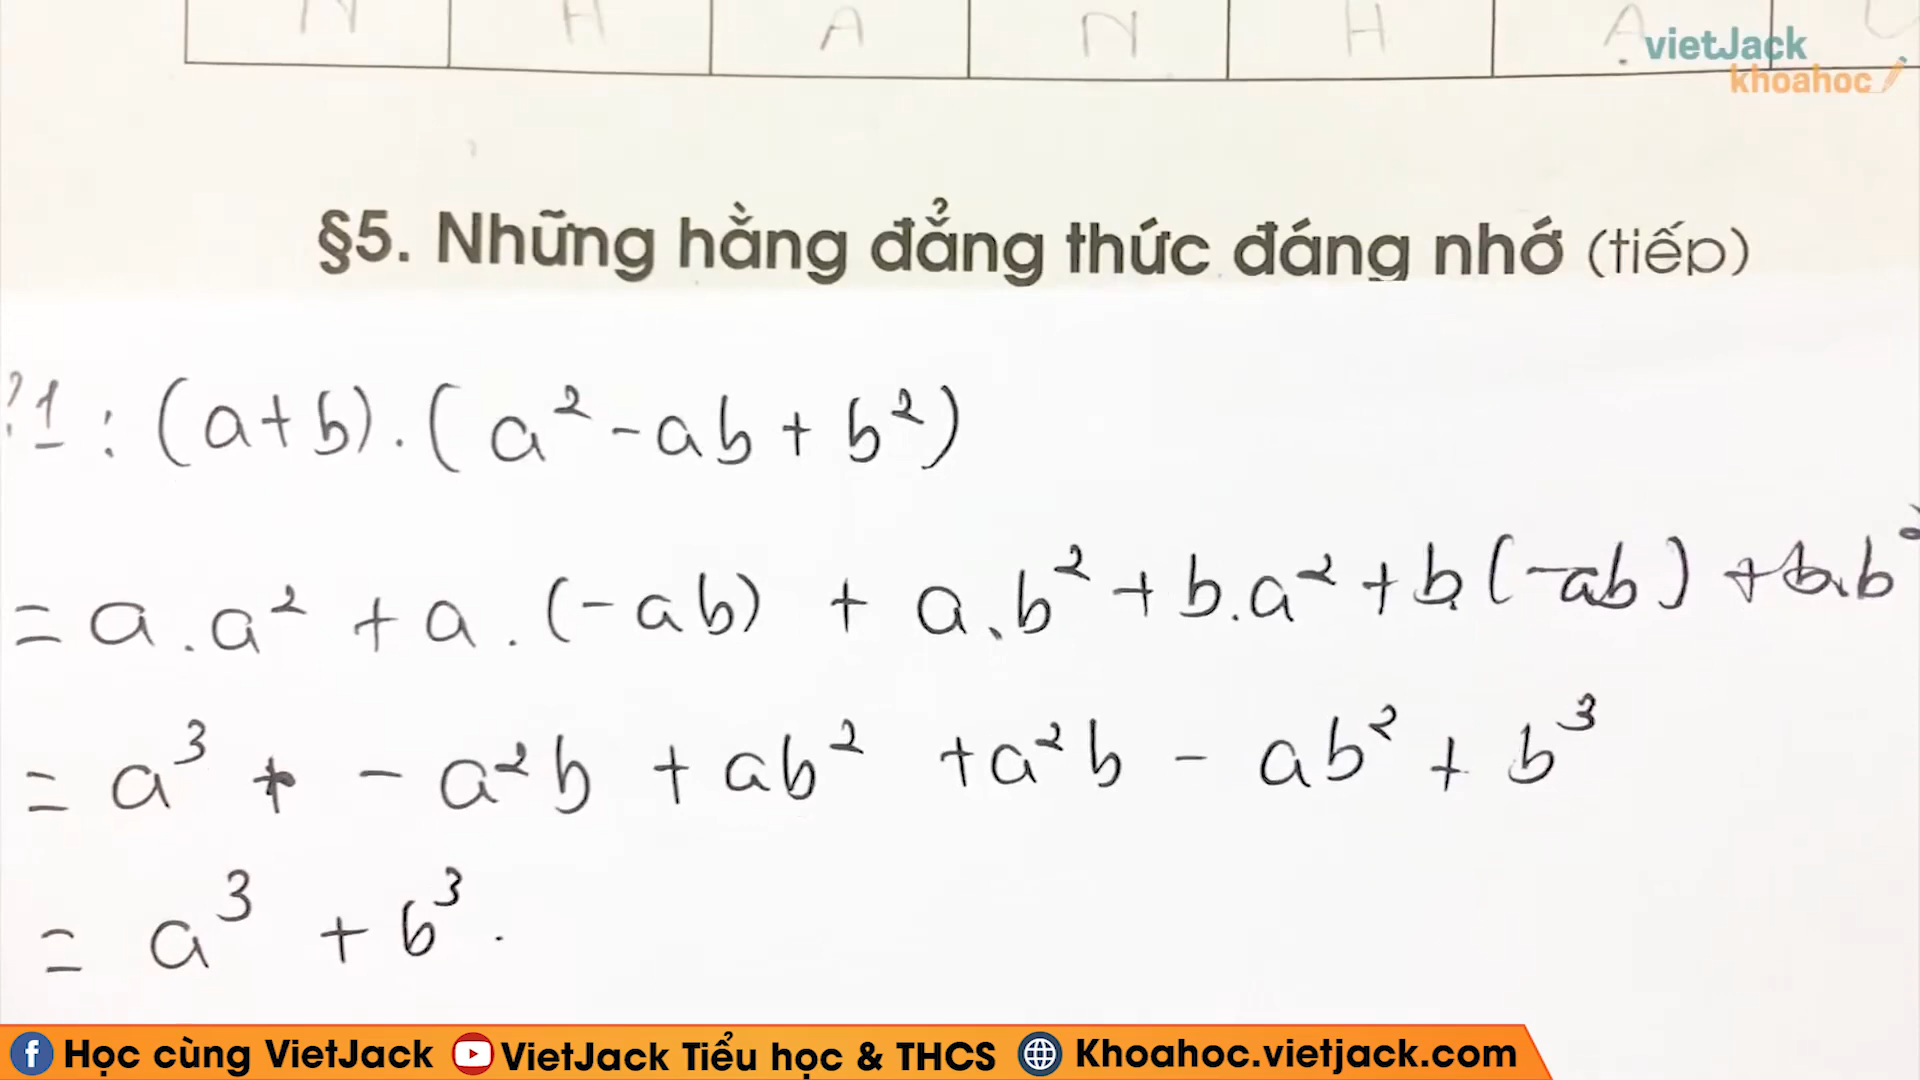 N H A N H A U
vietJack
khoahoc
§5. Những hằng đẳng thức đáng nhớ (tiếp)
?1 : (a+b) . (a² - ab + b²)
= a . a² + a . (-ab) + a . b² + b . a² + b . (-ab) + b . b²
= a³ + - a²b + ab² + a²b - ab² + b³
= a³ + b³ .
Học cùng VietJack VietJack Tiểu học & THCS Khoahoc.vietjack.com